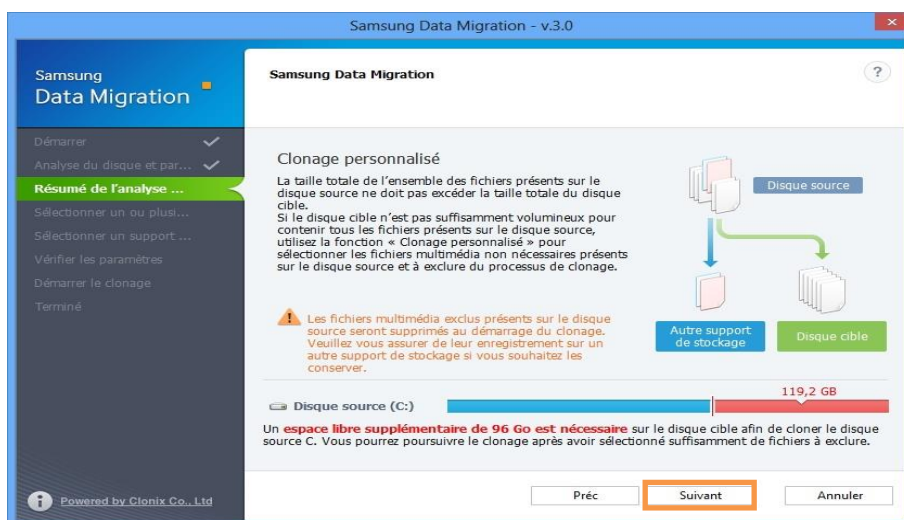 Samsung Data Migration - v.3.0
Samsung
Data Migration
Samsung Data Migration
?
Démarrer
Analyse du disque et par...
Résumé de l'analyse ...
Sélectionner un ou plusi...
Sélectionner un support ...
Vérifier les paramètres
Démarrer le clonage
Terminé
Clonage personnalisé
La taille totale de l'ensemble des fichiers présents sur le
disque source ne doit pas excéder la taille totale du disque
cible.
Si le disque cible n'est pas suffisamment volumineux pour
contenir tous les fichiers présents sur le disque source,
utilisez la fonction « Clonage personnalisé » pour
sélectionner les fichiers multimédia non nécessaires présents
sur le disque source et à exclure du processus de clonage.
Les fichiers multimédia exclus présents sur le disque
source seront supprimés au démarrage du clonage.
Veuillez vous assurer de leur enregistrement sur un
autre support de stockage si vous souhaitez les
conserver.
Disque source
Autre support
de stockage
Disque cible
119,2 GB
Disque source (C:)
Un espace libre supplémentaire de 96 Go est nécessaire sur le disque cible afin de cloner le disque
source C. Vous pourrez poursuivre le clonage après avoir sélectionné suffisamment de fichiers à exclure.
Powered by Clonix Co., Ltd
Préc
Suivant
Annuler